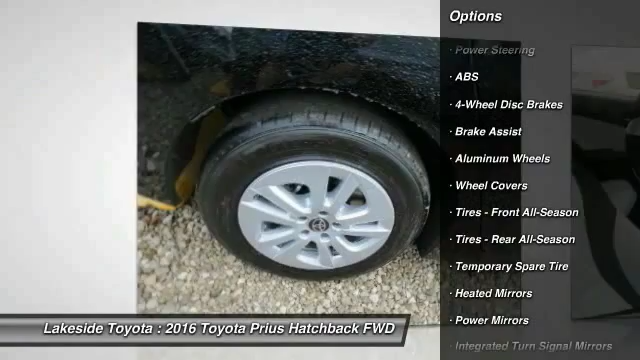 Options
· Power Steering
· ABS
· 4-Wheel Disc Brakes
· Brake Assist
· Aluminum Wheels
· Wheel Covers
· Tires - Front All-Season
· Tires - Rear All-Season
· Temporary Spare Tire
· Heated Mirrors
· Power Mirrors
· Integrated Turn Signal Mirrors
Lakeside Toyota : 2016 Toyota Prius Hatchback FWD